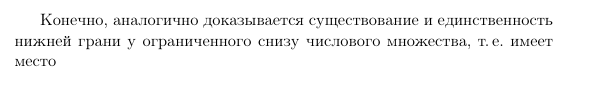 Конечно, аналогично доказывается существование и единственность
нижней грани у ограниченного снизу числового множества, т. е. имеет
место